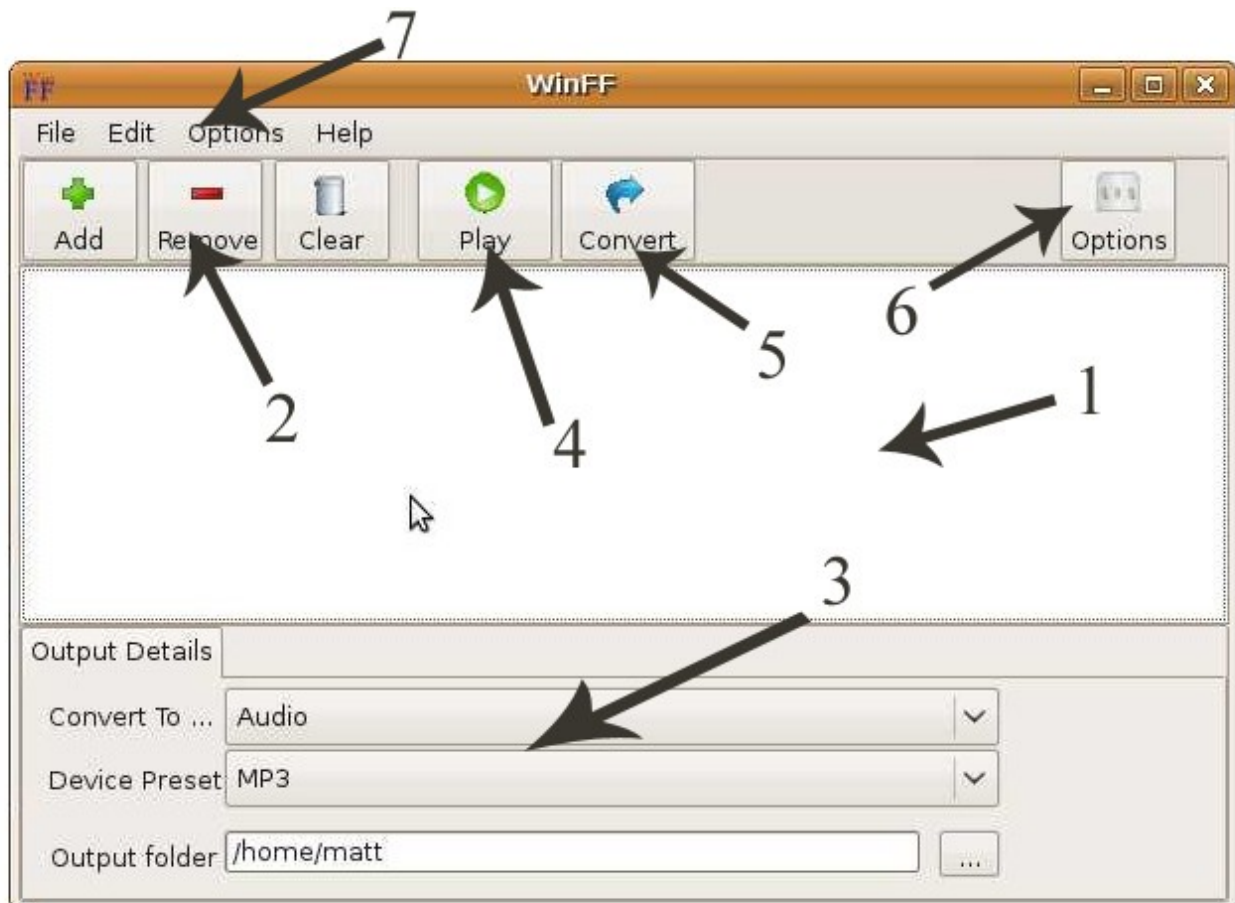 7
Win FF
WinFF
File Edit Options Help
Add Remove Clear Play Convert Options
6
5
2
4
1
3
Output Details
Convert To ... Audio
Device Preset MP3
Output folder /home/matt ...